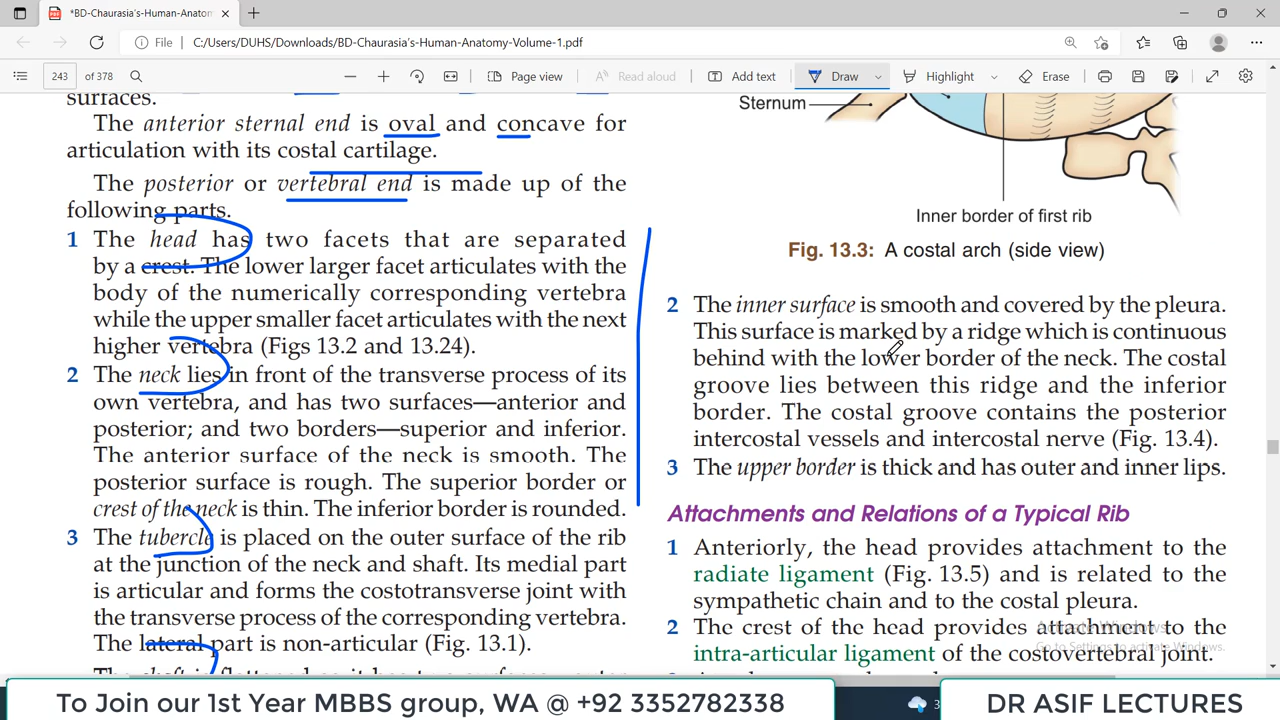 *BD-Chaurasia's-Human-Anatom
File
C:/Users/DUHS/Downloads/BD-Chaurasia's-Human-Anatomy-Volume-1.pdf
243 of 378
Page view
Read aloud
Add text
Draw
Highlight
Erase
surfaces.
The anterior sternal end is oval and concave for
articulation with its costal cartilage.
The posterior or vertebral end is made up of the
following parts.
1 The head has two facets that are separated
by a crest. The lower larger facet articulates with the
body of the numerically corresponding vertebra
while the upper smaller facet articulates with the next
higher vertebra (Figs 13.2 and 13.24).
2 The neck lies in front of the transverse process of its
own vertebra, and has two surfaces—anterior and
posterior; and two borders—superior and inferior.
The anterior surface of the neck is smooth. The
posterior surface is rough. The superior border or
crest of the neck is thin. The inferior border is rounded.
3 The tubercle is placed on the outer surface of the rib
at the junction of the neck and shaft. Its medial part
is articular and forms the costotransverse joint with
the transverse process of the corresponding vertebra.
The lateral part is non-articular (Fig. 13.1).
Sternum
Inner border of first rib
Fig. 13.3: A costal arch (side view)
2 The inner surface is smooth and covered by the pleura.
This surface is marked by a ridge which is continuous
behind with the lower border of the neck. The costal
groove lies between this ridge and the inferior
border. The costal groove contains the posterior
intercostal vessels and intercostal nerve (Fig. 13.4).
3 The upper border is thick and has outer and inner lips.
Attachments and Relations of a Typical Rib
1 Anteriorly, the head provides attachment to the
radiate ligament (Fig. 13.5) and is related to the
sympathetic chain and to the costal pleura.
2 The crest of the head provides attachment to the
intra-articular ligament of the costovertebral joint.
Activate Windows
Go to Settings to activate Windows.
To Join our 1st Year MBBS group, WA @ +92 3352782338
DR ASIF LECTURES